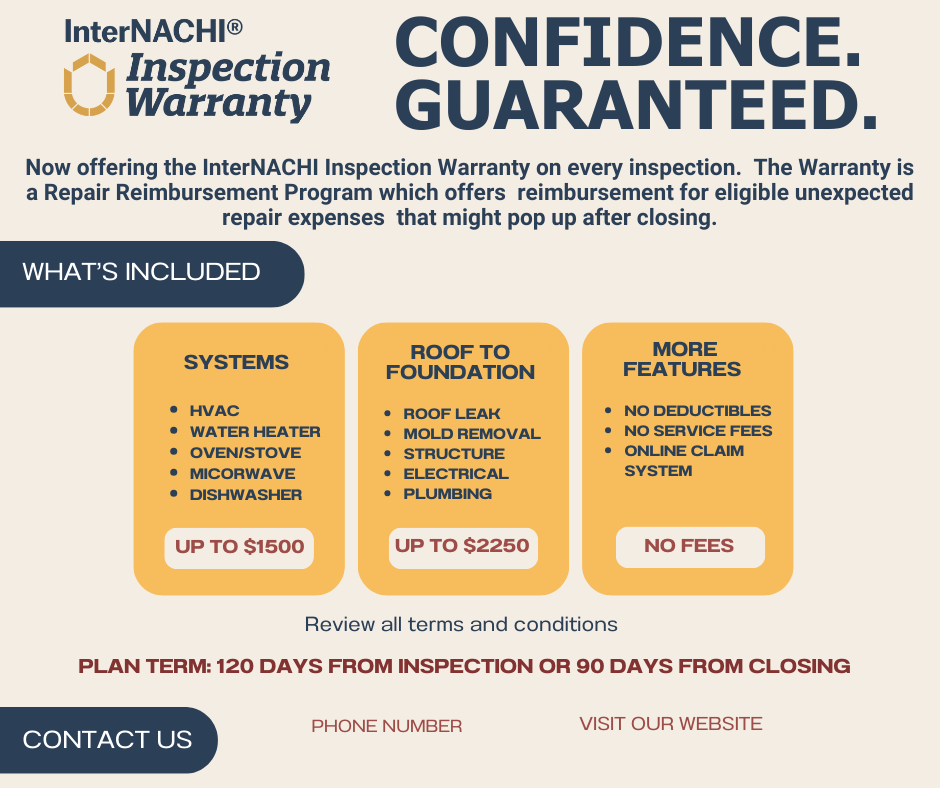 InterNACHI®
Inspection
Warranty
CONFIDENCE.
GUARANTEED.
Now offering the InterNACHI Inspection Warranty on every inspection.  The Warranty is
a Repair Reimbursement Program which offers  reimbursement for eligible unexpected
repair expenses  that might pop up after closing.
WHAT'S INCLUDED
SYSTEMS
• HVAC
• WATER HEATER
• OVEN/STOVE
• MICORWAVE
• DISHWASHER
UP TO $1500
ROOF TO
FOUNDATION
• ROOF LEAK
• MOLD REMOVAL
• STRUCTURE
• ELECTRICAL
• PLUMBING
UP TO $2250
MORE
FEATURES
• NO DEDUCTIBLES
• NO SERVICE FEES
• ONLINE CLAIM
SYSTEM
NO FEES
Review all terms and conditions
PLAN TERM: 120 DAYS FROM INSPECTION OR 90 DAYS FROM CLOSING
CONTACT US
PHONE NUMBER
VISIT OUR WEBSITE